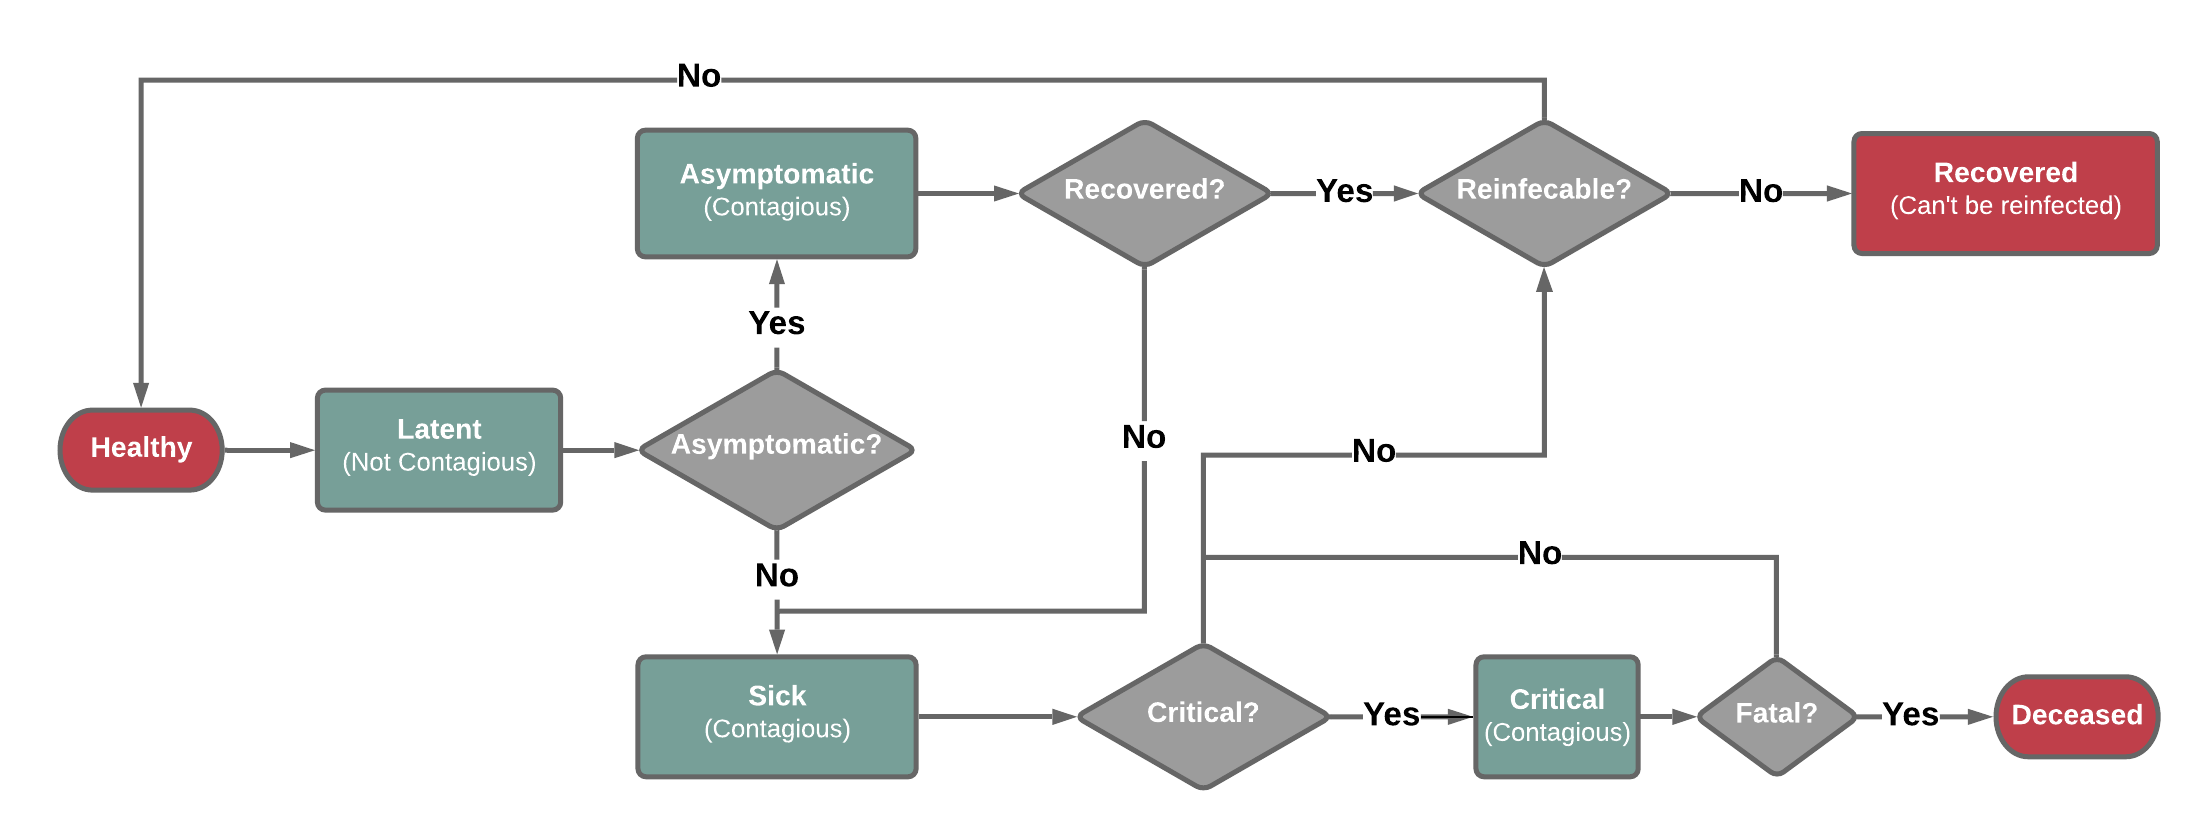 No
Asymptomatic
(Contagious)
Recovered?
Yes
Reinfecable?
No
Recovered
(Can't be reinfected)
Yes
Healthy
Latent
(Not Contagious)
Asymptomatic?
No
No
No
No
Sick
(Contagious)
Critical?
Yes
Critical
(Contagious)
Fatal?
Yes
Deceased